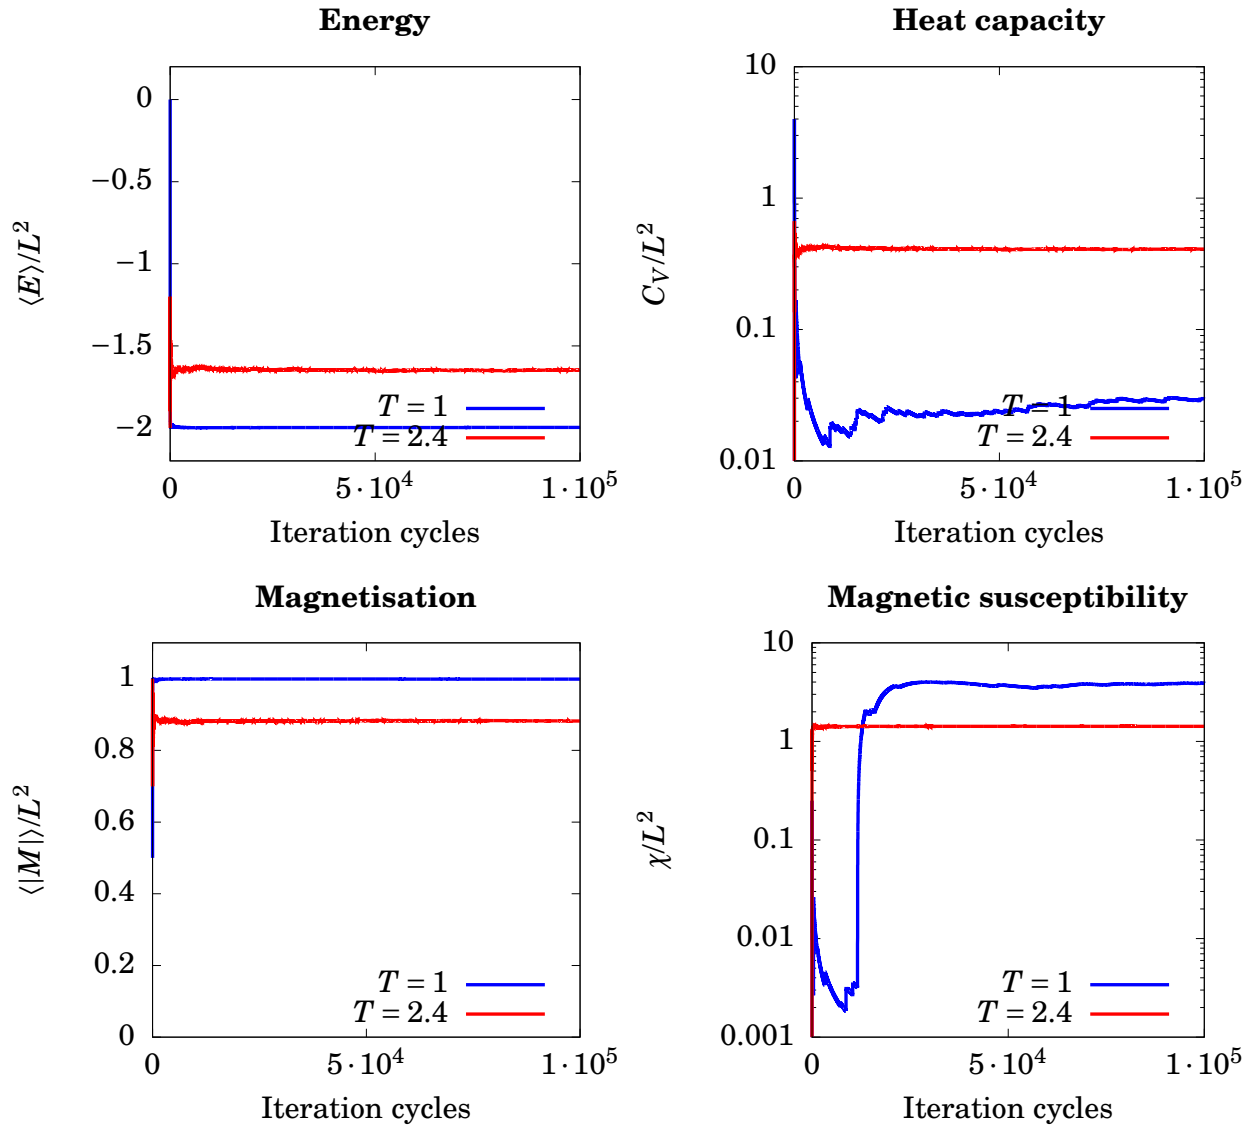 Energy
⟨E⟩/L²
0
−0.5
−1
−1.5
−2
T = 1
T = 2.4
0
5·10⁴
1·10⁵
Iteration cycles
Heat capacity
C_V/L²
10
1
0.1
0.01
T = 1
T = 2.4
0
5·10⁴
1·10⁵
Iteration cycles
Magnetisation
⟨|M|⟩/L²
1
0.8
0.6
0.4
0.2
0
T = 1
T = 2.4
0
5·10⁴
1·10⁵
Iteration cycles
Magnetic susceptibility
χ/L²
10
1
0.1
0.01
0.001
T = 1
T = 2.4
0
5·10⁴
1·10⁵
Iteration cycles